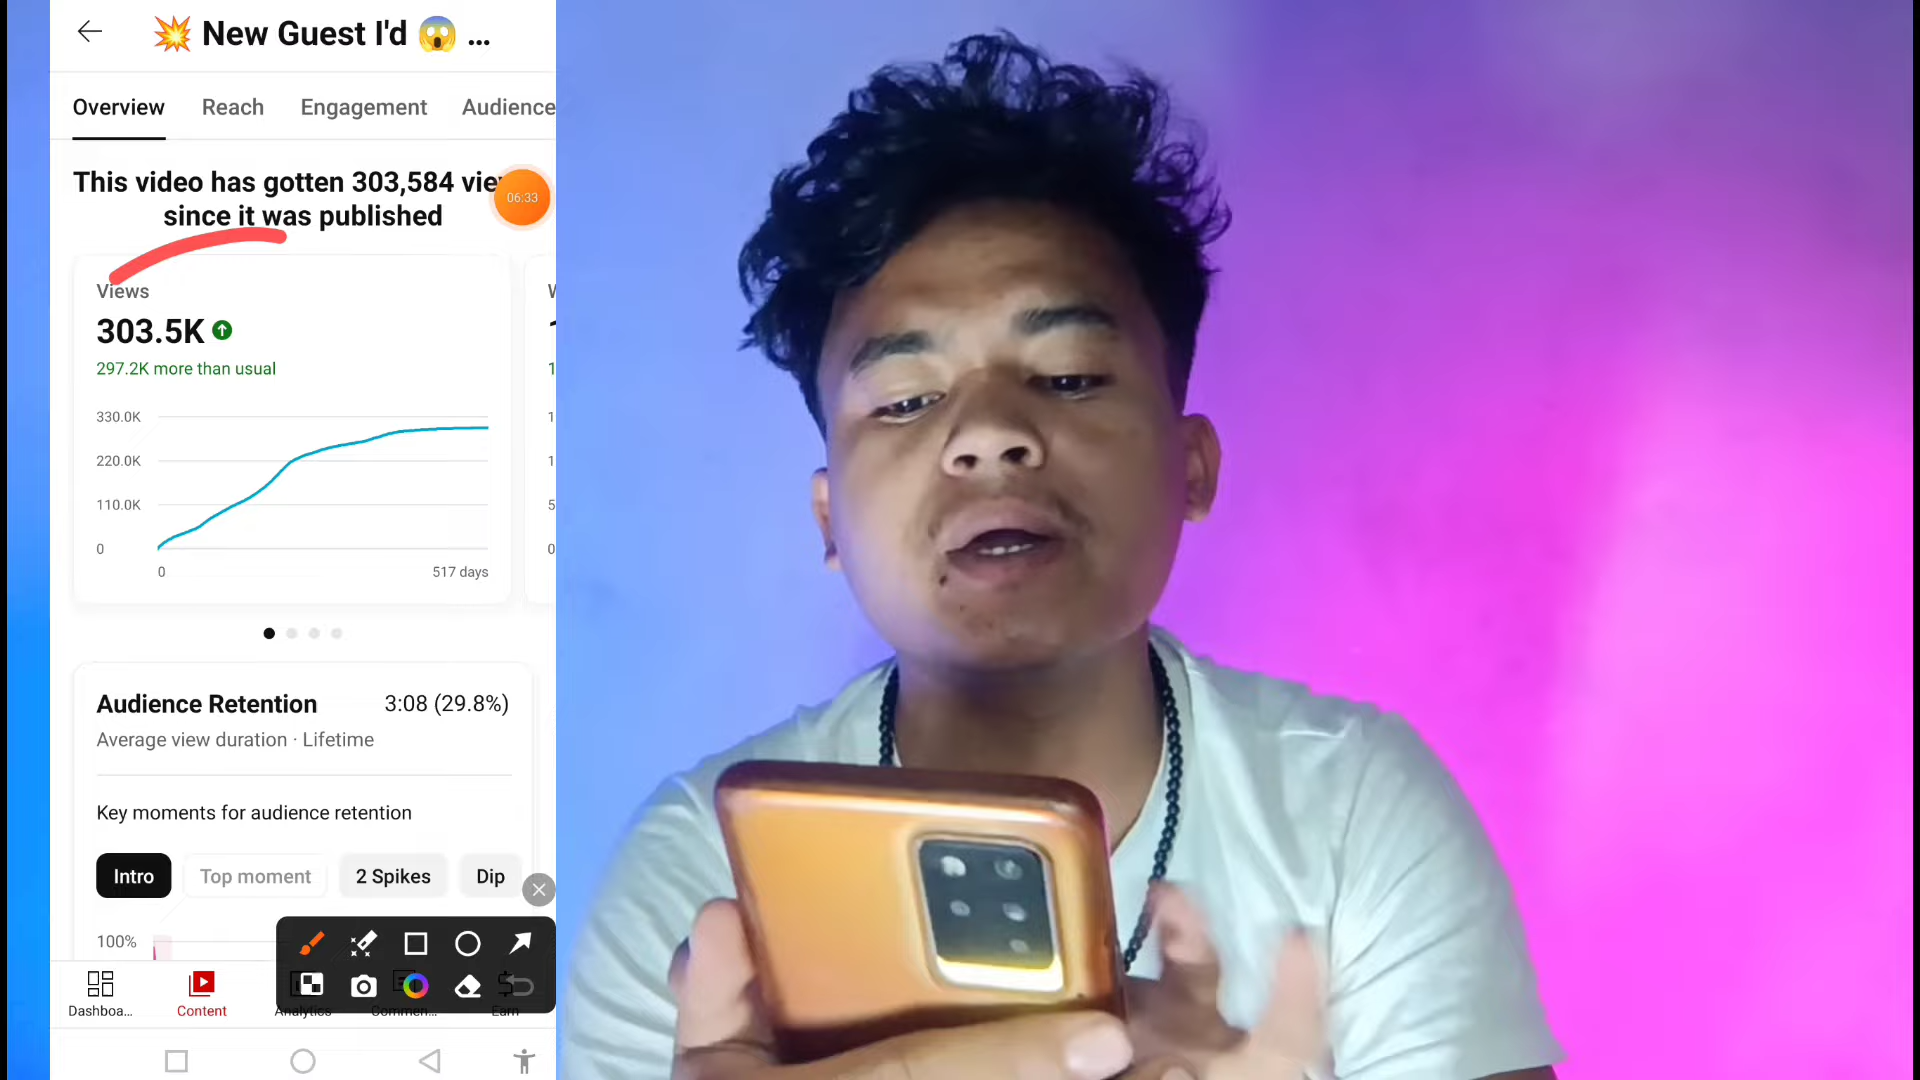 New Guest I'd 😱 ...
Overview Reach Engagement Audience
This video has gotten 303,584 vie
since it was published
06:33
Views
303.5K
297.2K more than usual
330.0K
220.0K
110.0K
0
0 517 days
Audience Retention 3:08 (29.8%)
Average view duration · Lifetime
Key moments for audience retention
Intro Top moment 2 Spikes Dip
100%
Dashboa... Content Analytics Commen... Earn